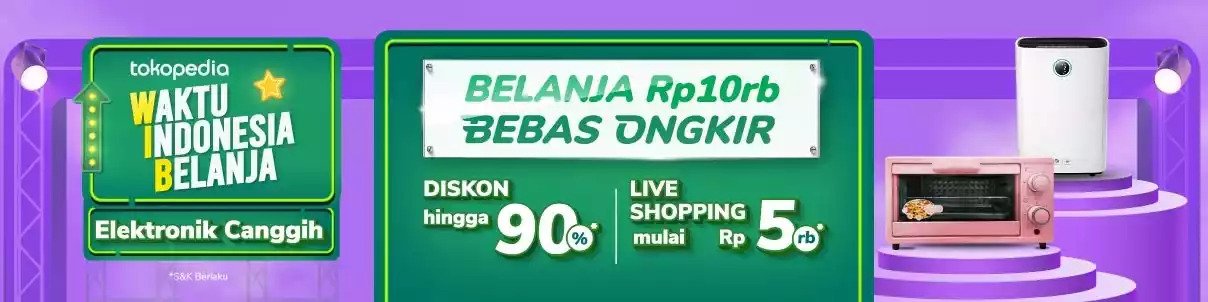 tokopedia
WAKTU
INDONESIA
BELANJA
Elektronik Canggih
*S&K Berlaku
BELANJA Rp10rb
BEBAS ONGKIR
DISKON
hingga 90%*
LIVE
SHOPPING
mulai Rp 5rb*